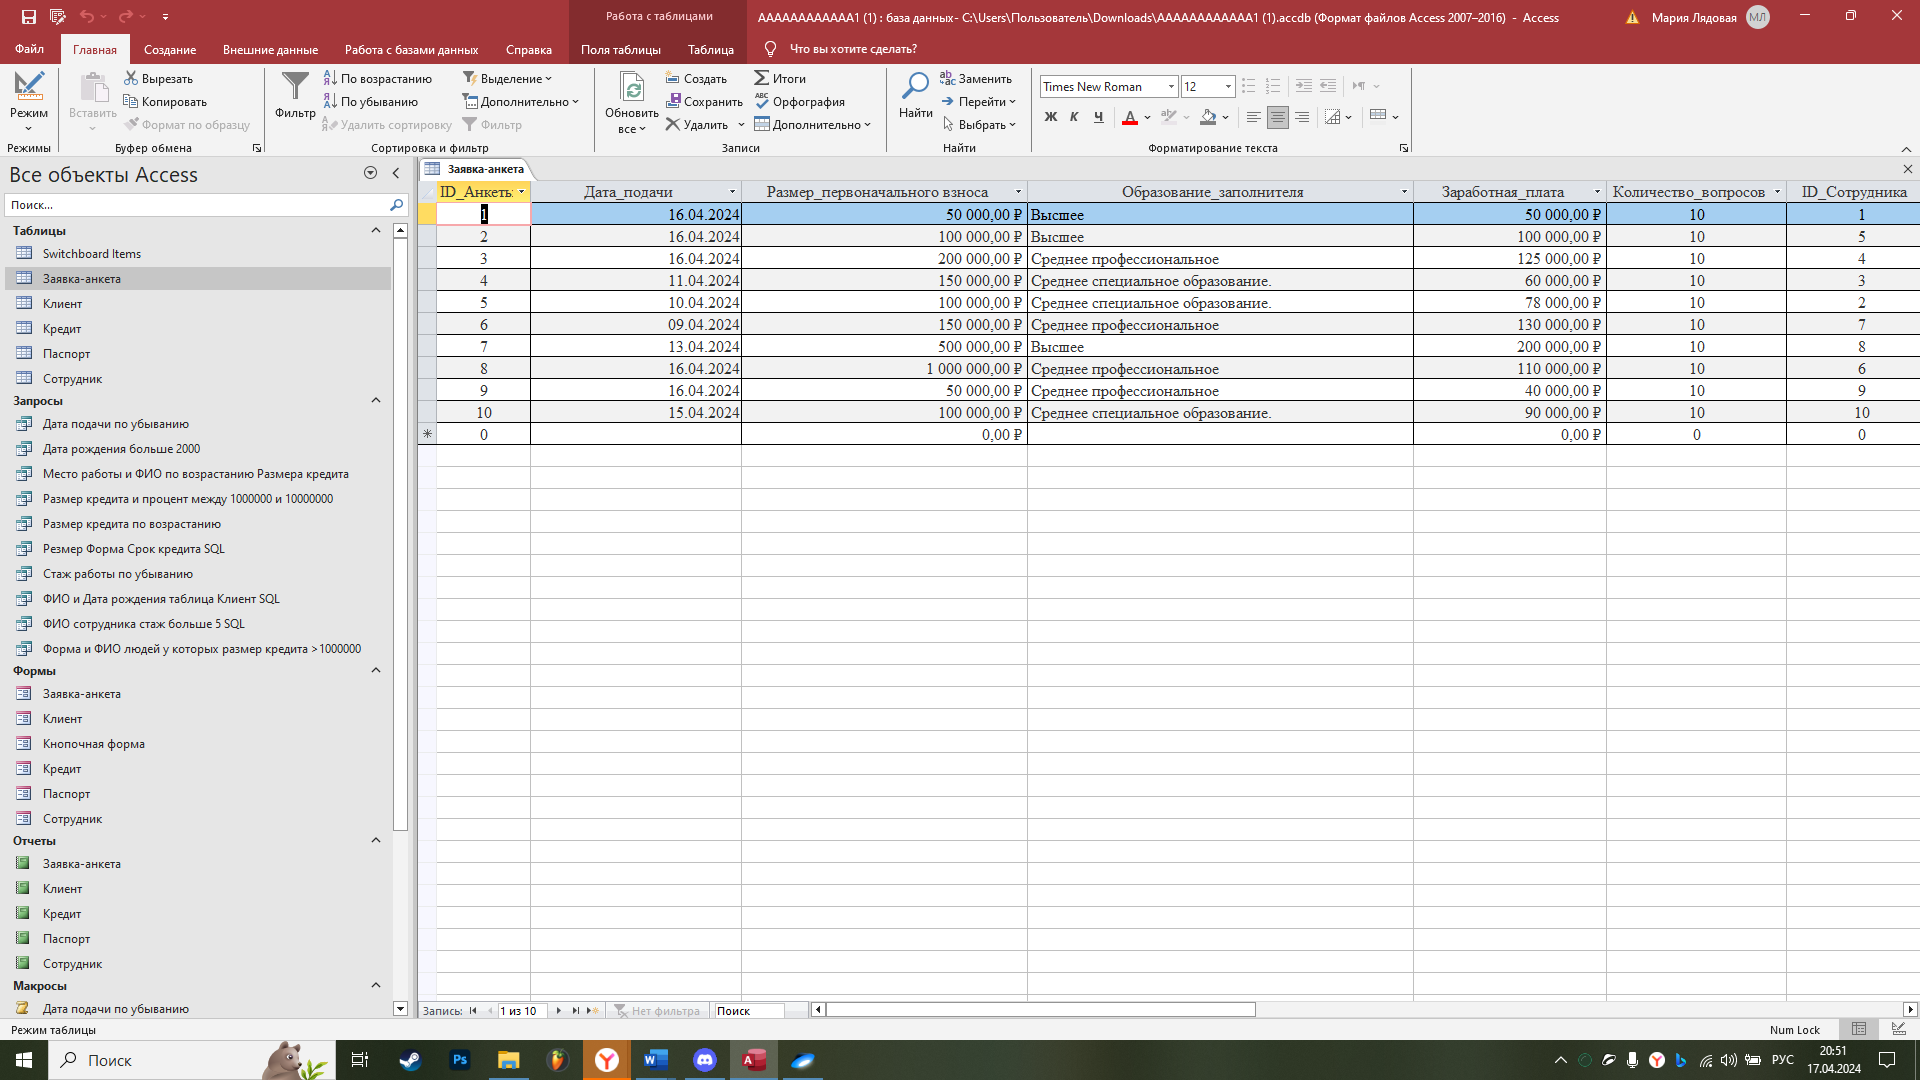 Работа с таблицами
АААААААААААА1 (1) : база данных- C:\Users\Пользователь\Downloads\АААААААААААА1 (1).accdb (Формат файлов Access 2007–2016) - Access
Мария Лядовая
МЛ
Файл Главная Создание Внешние данные Работа с базами данных Справка Поля таблицы Таблица Что вы хотите сделать?
Режим
Режимы
Вставить
Вырезать
Копировать
Формат по образцу
Буфер обмена
Фильтр
По возрастанию
По убыванию
Удалить сортировку
Выделение
Дополнительно
Фильтр
Сортировка и фильтр
Обновить
все
Создать
Сохранить
Удалить
Итоги
Орфография
Дополнительно
Записи
Найти
Заменить
Перейти
Выбрать
Найти
Times New Roman 12
Ж К Ч
Форматирование текста
Все объекты Access
Поиск...
Таблицы
Switchboard Items
Заявка-анкета
Клиент
Кредит
Паспорт
Сотрудник
Запросы
Дата подачи по убыванию
Дата рождения больше 2000
Место работы и ФИО по возрастанию Размера кредита
Размер кредита и процент между 1000000 и 10000000
Размер кредита по возрастанию
Резмер Форма Срок кредита SQL
Стаж работы по убыванию
ФИО и Дата рождения таблица Клиент SQL
ФИО сотрудника стаж больше 5 SQL
Форма и ФИО людей у которых размер кредита >1000000
Формы
Заявка-анкета
Клиент
Кнопочная форма
Кредит
Паспорт
Сотрудник
Отчеты
Заявка-анкета
Клиент
Кредит
Паспорт
Сотрудник
Макросы
Дата подачи по убыванию
Заявка-анкета
ID_Анкеты Дата_подачи Размер_первоначального взноса Образование_заполнителя Заработная_плата Количество_вопросов ID_Сотрудника
1 16.04.2024 50 000,00 ₽ Высшее 50 000,00 ₽ 10 1
2 16.04.2024 100 000,00 ₽ Высшее 100 000,00 ₽ 10 5
3 16.04.2024 200 000,00 ₽ Среднее профессиональное 125 000,00 ₽ 10 4
4 11.04.2024 150 000,00 ₽ Среднее специальное образование. 60 000,00 ₽ 10 3
5 10.04.2024 100 000,00 ₽ Среднее специальное образование. 78 000,00 ₽ 10 2
6 09.04.2024 150 000,00 ₽ Среднее профессиональное 130 000,00 ₽ 10 7
7 13.04.2024 500 000,00 ₽ Высшее 200 000,00 ₽ 10 8
8 16.04.2024 1 000 000,00 ₽ Среднее профессиональное 110 000,00 ₽ 10 6
9 16.04.2024 50 000,00 ₽ Среднее профессиональное 40 000,00 ₽ 10 9
10 15.04.2024 100 000,00 ₽ Среднее специальное образование. 90 000,00 ₽ 10 10
0 0,00 ₽ 0,00 ₽ 0 0
Запись: 1 из 10 Нет фильтра Поиск
Режим таблицы
Num Lock
Поиск
Ps
РУС
20:51
17.04.2024